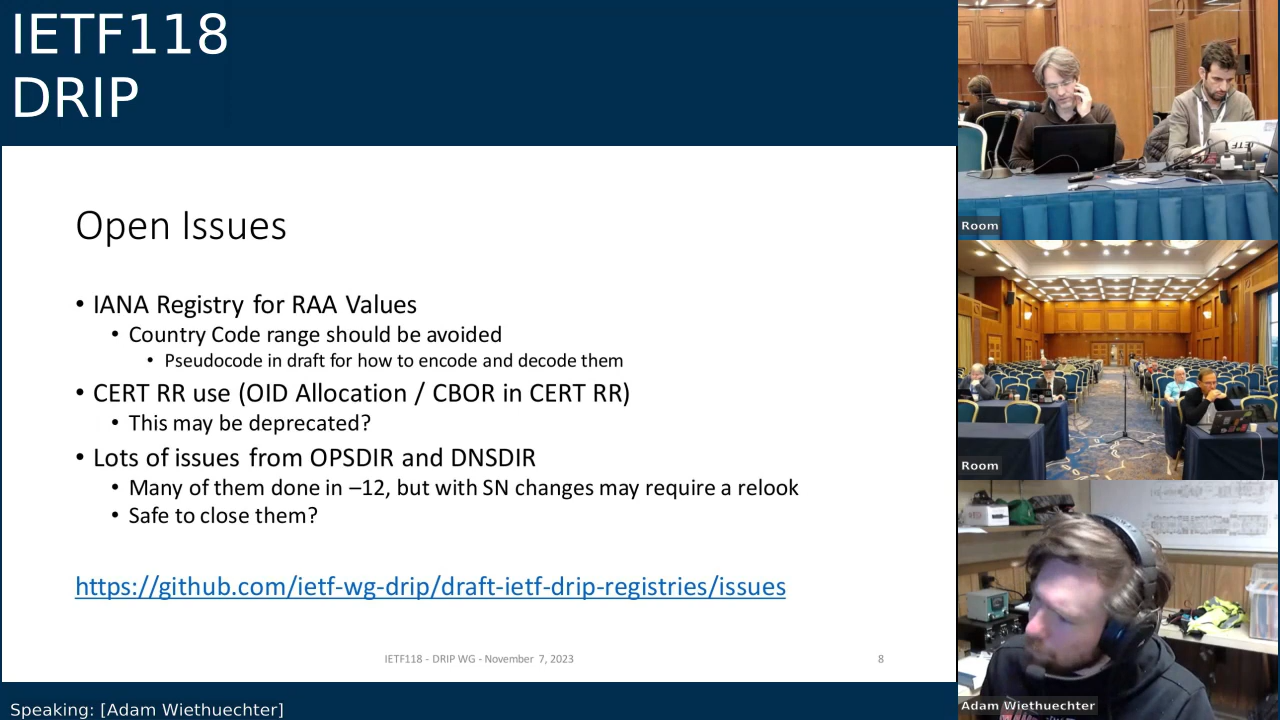 IETF118
DRIP
Open Issues
• IANA Registry for RAA Values
• Country Code range should be avoided
• Pseudocode in draft for how to encode and decode them
• CERT RR use (OID Allocation / CBOR in CERT RR)
• This may be deprecated?
• Lots of issues from OPSDIR and DNSDIR
• Many of them done in –12, but with SN changes may require a relook
• Safe to close them?
https://github.com/ietf-wg-drip/draft-ietf-drip-registries/issues
IETF118 - DRIP WG - November 7, 2023
8
Speaking: [Adam Wiethuechter]
Room
IETF
Room
Adam Wiethuechter